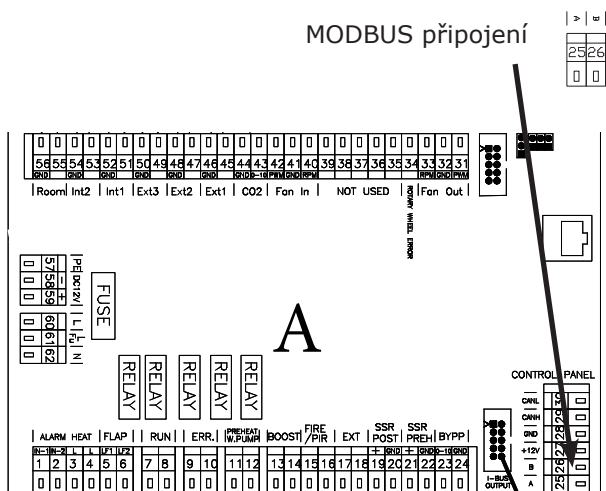 MODBUS připojení
A B
25 26
56 55 54 53 52 51 50 49 48 47 46 45 44 43 42 41 40 39 38 37 36 35 34 33 32 31
GND GND GND GND GND GND GND 0-10 PWM GND RPM RPM GND PWM
Room Int2 Int1 Ext3 Ext2 Ext1 CO2 Fan In NOT USED ROTARY WHEEL ERROR Fan Out
57 58 59
PE DC12V - +
60 61 62
L Fu L N
FUSE
A
RELAY RELAY RELAY RELAY RELAY
CONTROL PANEL
CANL 30
CANH 29
GND 28
+12V 27
B 26
A 25
ALARM HEAT FLAP RUN ERR. PREHEAT W.PUMP BOOST FIRE /PIR EXT SSR POST SSR PREH BYPP
IN-1 IN-2 L L LF1 LF2 + GND + GND 0-10 GND
1 2 3 4 5 6 7 8 9 10 11 12 13 14 15 16 17 18 19 20 21 22 23 24
I-BUS
OUTPUT